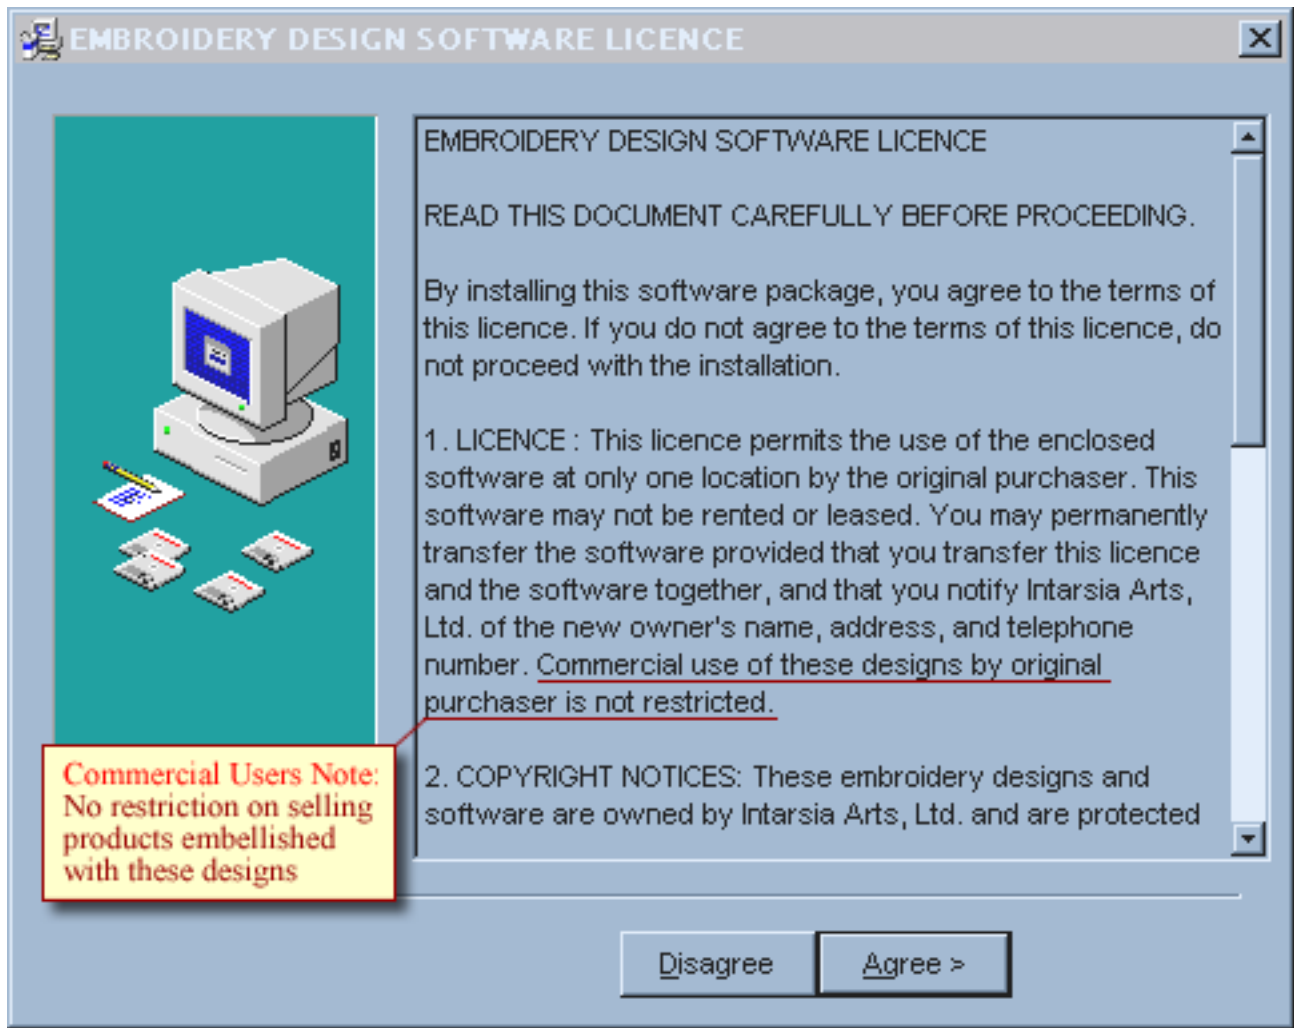 EMBROIDERY DESIGN SOFTWARE LICENCE
EMBROIDERY DESIGN SOFTWARE LICENCE
READ THIS DOCUMENT CAREFULLY BEFORE PROCEEDING.
By installing this software package, you agree to the terms of
this licence. If you do not agree to the terms of this licence, do
not proceed with the installation.
1. LICENCE : This licence permits the use of the enclosed
software at only one location by the original purchaser. This
software may not be rented or leased. You may permanently
transfer the software provided that you transfer this licence
and the software together, and that you notify Intarsia Arts,
Ltd. of the new owner's name, address, and telephone
number. Commercial use of these designs by original
purchaser is not restricted.
2. COPYRIGHT NOTICES: These embroidery designs and
software are owned by Intarsia Arts, Ltd. and are protected
Commercial Users Note:
No restriction on selling
products embellished
with these designs
Disagree
Agree >